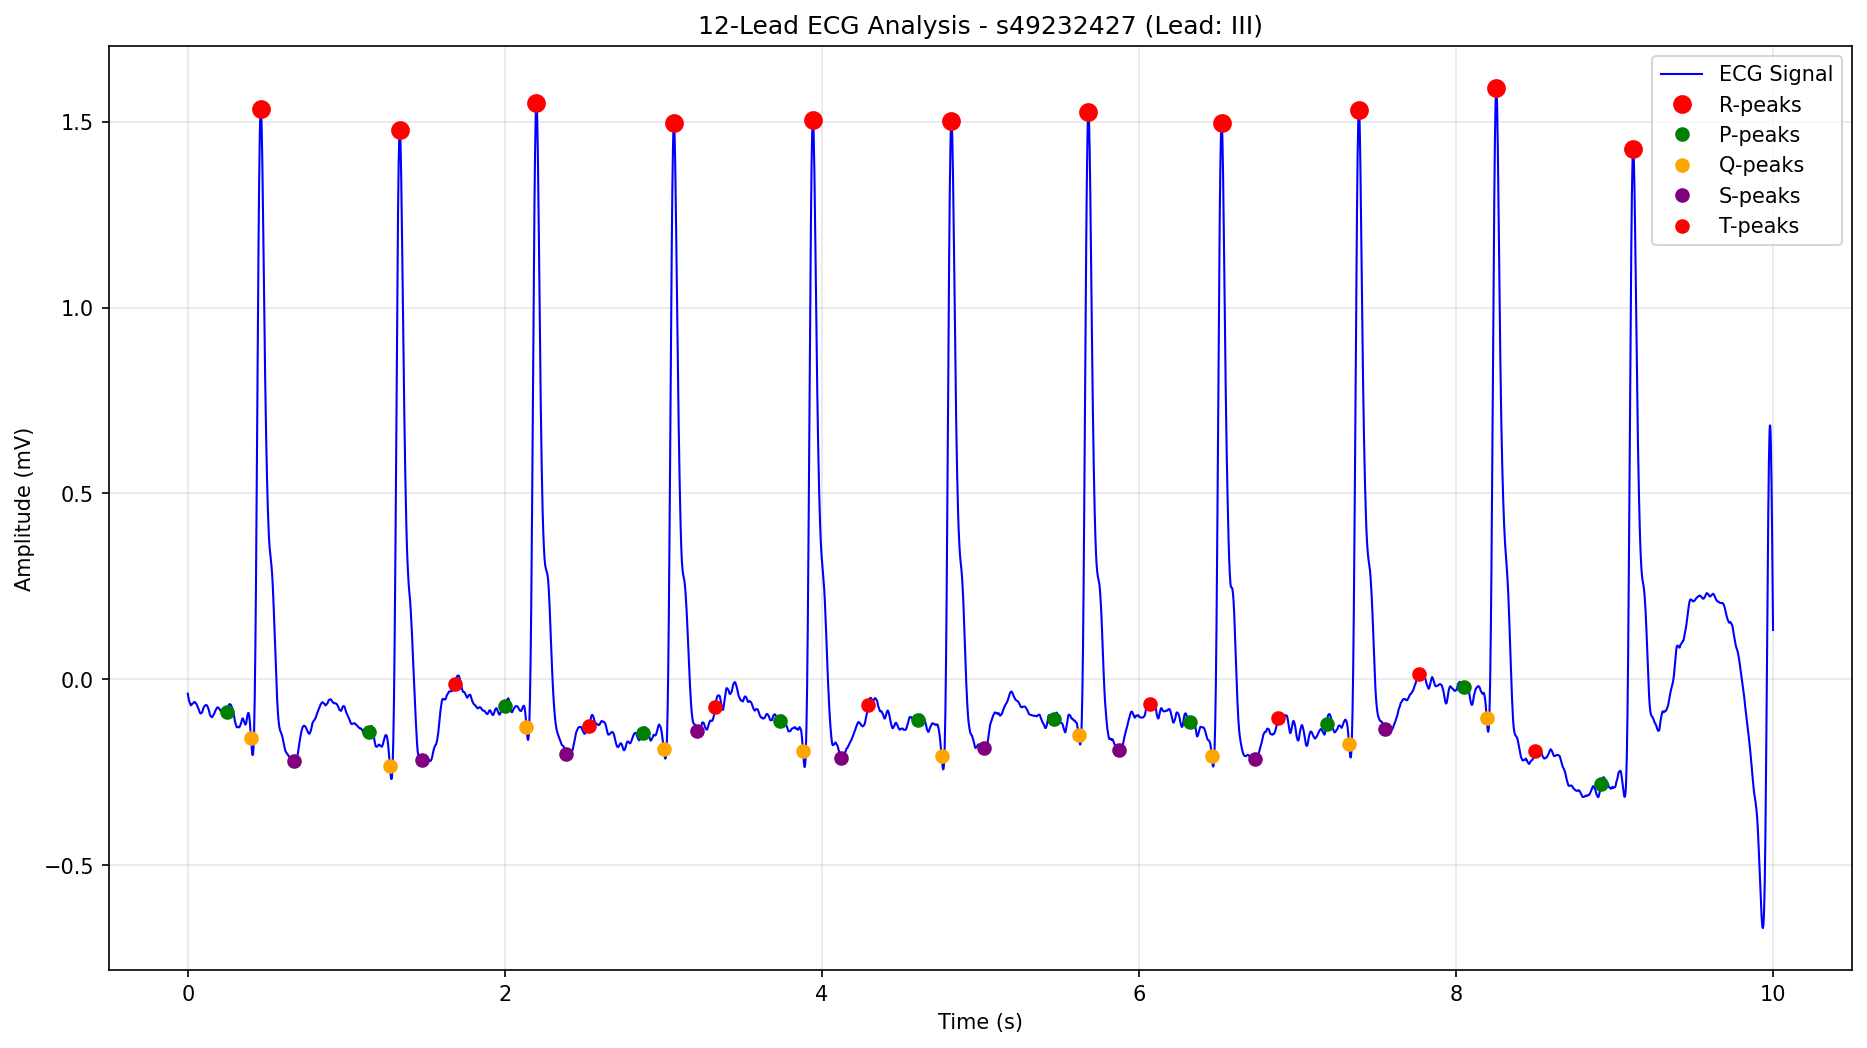 12-Lead ECG Analysis - s49232427 (Lead: III)
ECG Signal
R-peaks
P-peaks
Q-peaks
S-peaks
T-peaks
Amplitude (mV)
1.5
1.0
0.5
0.0
−0.5
0 2 4 6 8 10
Time (s)